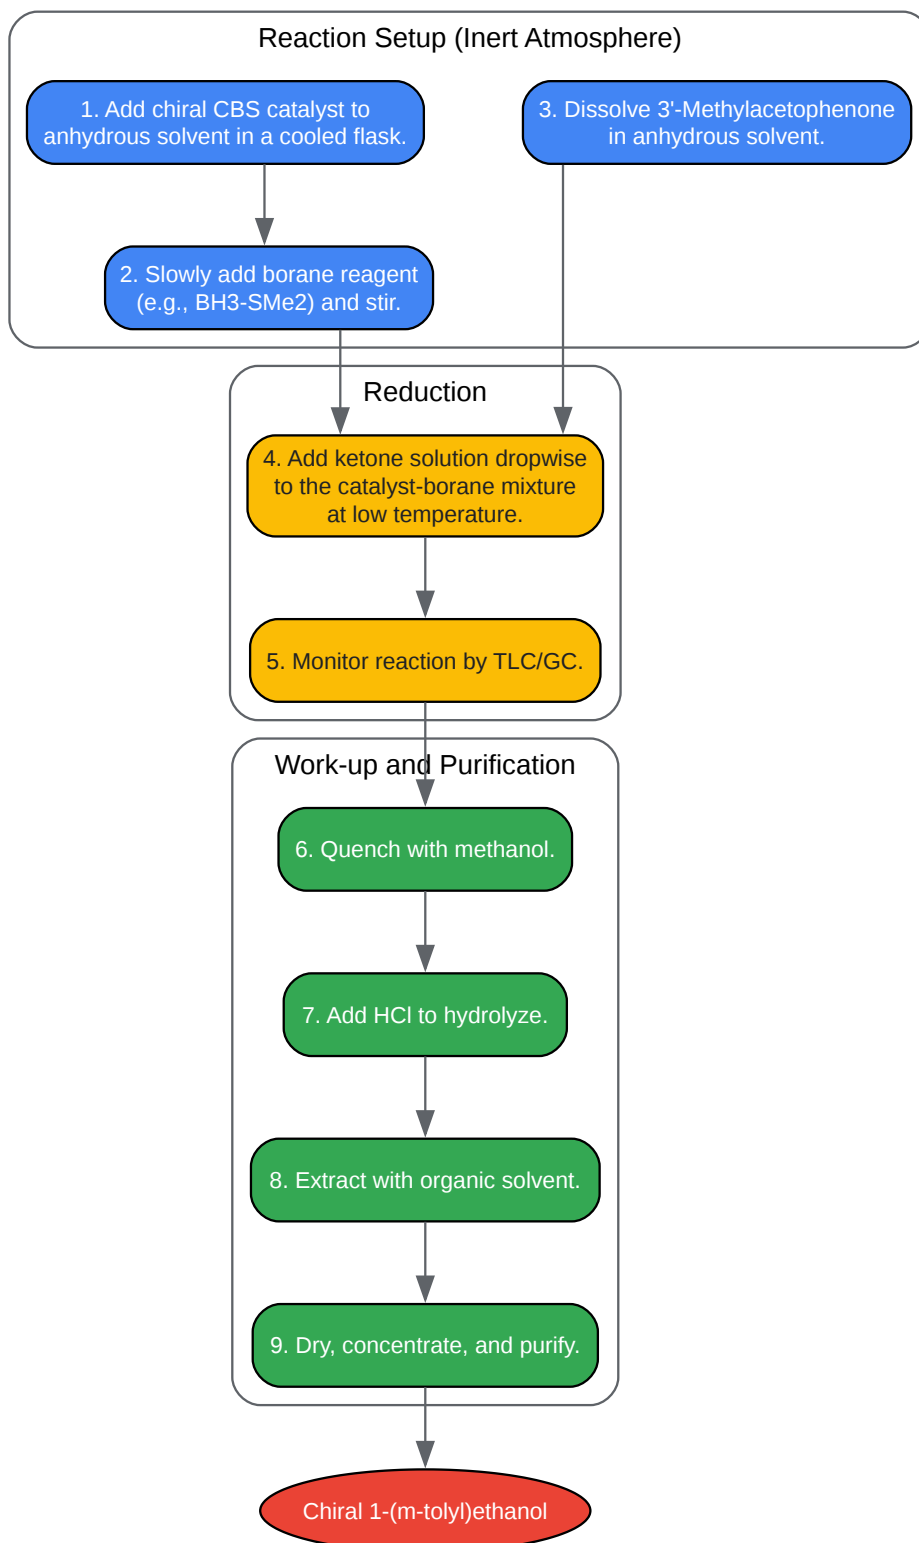 Reaction Setup (Inert Atmosphere)
1. Add chiral CBS catalyst to
anhydrous solvent in a cooled flask.
3. Dissolve 3'-Methylacetophenone
in anhydrous solvent.
2. Slowly add borane reagent
(e.g., BH3-SMe2) and stir.
Reduction
4. Add ketone solution dropwise
to the catalyst-borane mixture
at low temperature.
5. Monitor reaction by TLC/GC.
Work-up and Purification
6. Quench with methanol.
7. Add HCl to hydrolyze.
8. Extract with organic solvent.
9. Dry, concentrate, and purify.
Chiral 1-(m-tolyl)ethanol